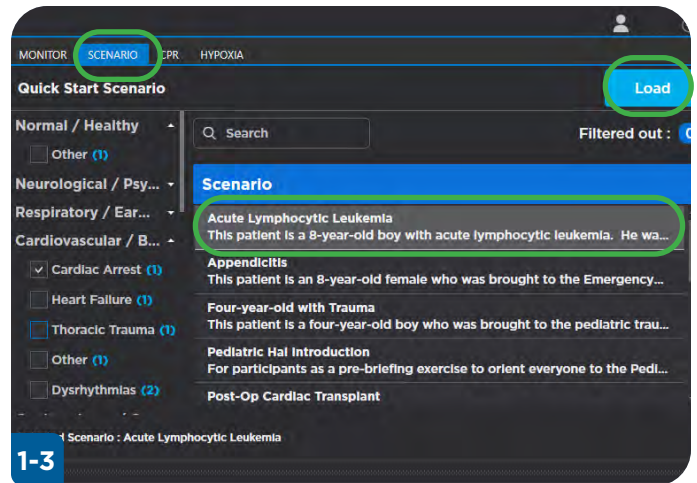 MONITOR SCENARIO CPR HYPOXIA
Quick Start Scenario
Load
Normal / Healthy
Other (1)
Neurological / Psy...
Respiratory / Ear...
Cardiovascular / B...
Cardiac Arrest (1)
Heart Failure (1)
Thoracic Trauma (1)
Other (1)
Dysrhythmias (2)
Search
Filtered out :
Scenario
Acute Lymphocytic Leukemia
This patient is a 8-year-old boy with acute lymphocytic leukemia. He wa...
Appendicitis
This patient is an 8-year-old female who was brought to the Emergency...
Four-year-old with Trauma
This patient is a four-year-old boy who was brought to the pediatric trau...
Pediatric Hal Introduction
For participants as a pre-briefing exercise to orient everyone to the Pedi...
Post-Op Cardiac Transplant
Scenario : Acute Lymphocytic Leukemia
1-3